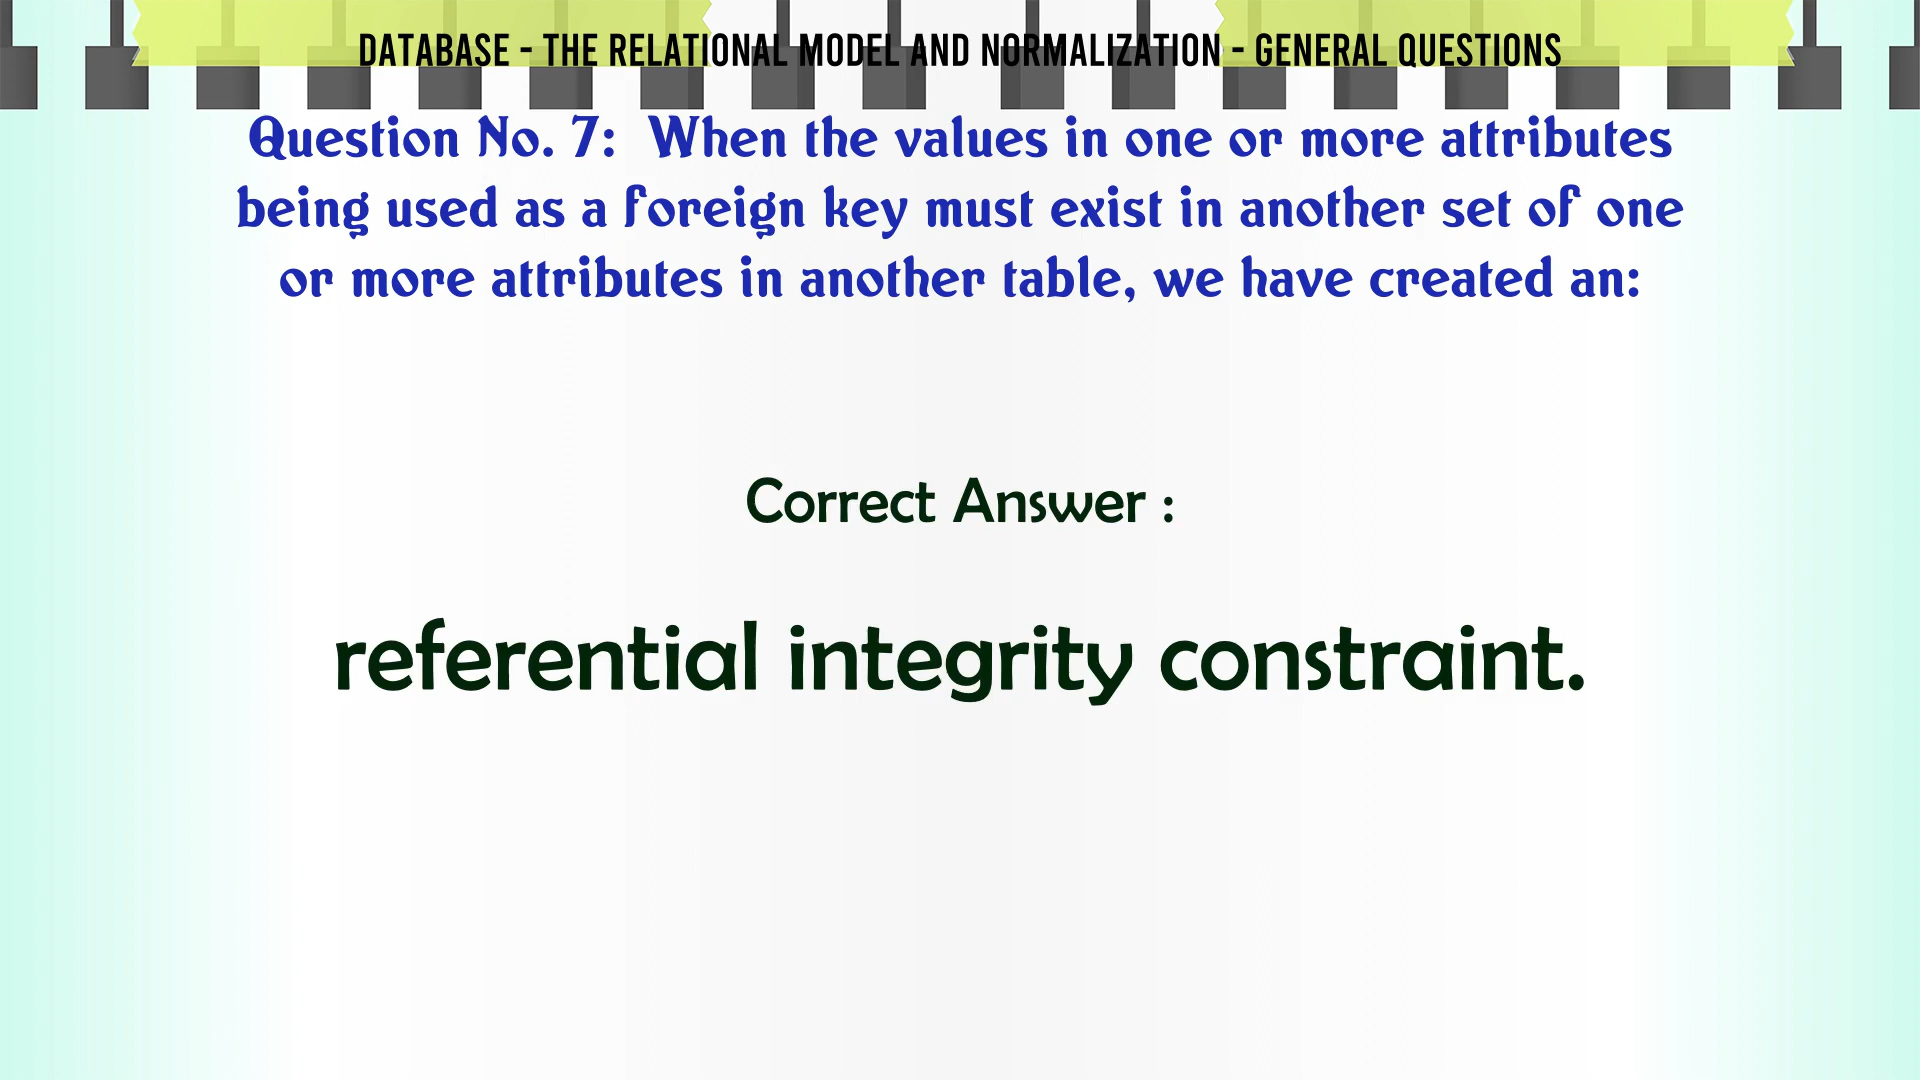 DATABASE - THE RELATIONAL MODEL AND NORMALIZATION - GENERAL QUESTIONS
Question No. 7:  When the values in one or more attributes
being used as a foreign key must exist in another set of one
or more attributes in another table, we have created an:
Correct Answer :
referential integrity constraint.